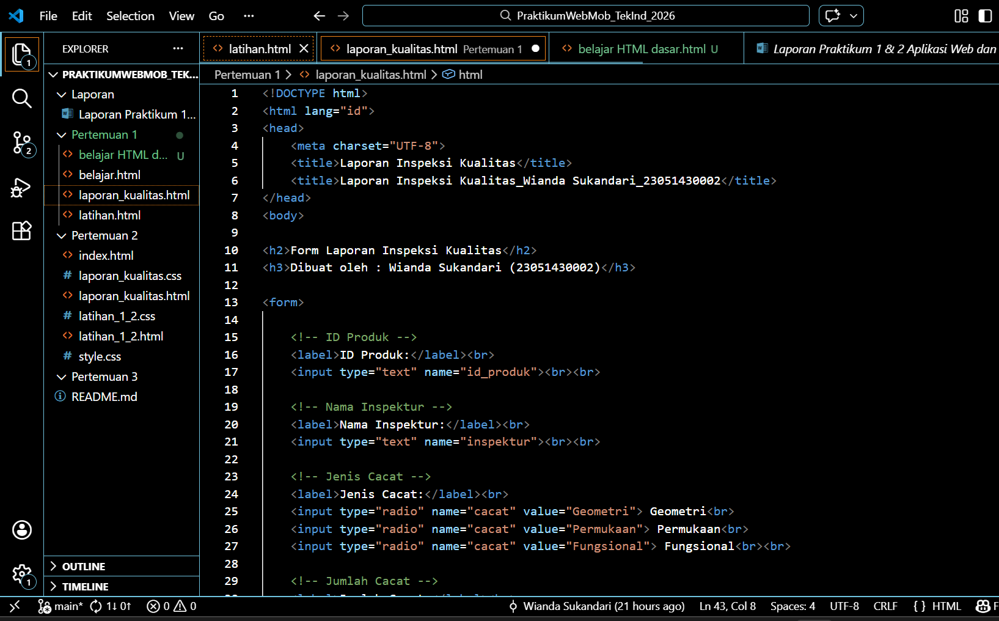 File Edit Selection View Go ··· PraktikumWebMob_TekInd_2026
EXPLORER ···
latihan.html
laporan_kualitas.html Pertemuan 1
belajar HTML dasar.html U
Laporan Praktikum 1 & 2 Aplikasi Web dan
Pertemuan 1 > laporan_kualitas.html > html
1
PRAKTIKUMWEBMOB_TEK...
Laporan
Laporan Praktikum 1...
Pertemuan 1
belajar HTML d... U
belajar.html
laporan_kualitas.html
latihan.html
Pertemuan 2
index.html
# laporan_kualitas.css
laporan_kualitas.html
# latihan_1_2.css
latihan_1_2.html
# style.css
Pertemuan 3
README.md
OUTLINE
TIMELINE
2
1
1 <!DOCTYPE html>
2 <html lang="id">
3 <head>
4 <meta charset="UTF-8">
5 <title>Laporan Inspeksi Kualitas</title>
6 <title>Laporan Inspeksi Kualitas_Wianda Sukandari_23051430002</title>
7 </head>
8 <body>
9
10 <h2>Form Laporan Inspeksi Kualitas</h2>
11 <h3>Dibuat oleh : Wianda Sukandari (23051430002)</h3>
12
13 <form>
14
15 <!-- ID Produk -->
16 <label>ID Produk:</label><br>
17 <input type="text" name="id_produk"><br><br>
18
19 <!-- Nama Inspektur -->
20 <label>Nama Inspektur:</label><br>
21 <input type="text" name="inspektur"><br><br>
22
23 <!-- Jenis Cacat -->
24 <label>Jenis Cacat:</label><br>
25 <input type="radio" name="cacat" value="Geometri"> Geometri<br>
26 <input type="radio" name="cacat" value="Permukaan"> Permukaan<br>
27 <input type="radio" name="cacat" value="Fungsional"> Fungsional<br><br>
28
29 <!-- Jumlah Cacat -->
main* 1↓ 0↑ 0 0 Wianda Sukandari (21 hours ago) Ln 43, Col 8 Spaces: 4 UTF-8 CRLF { } HTML